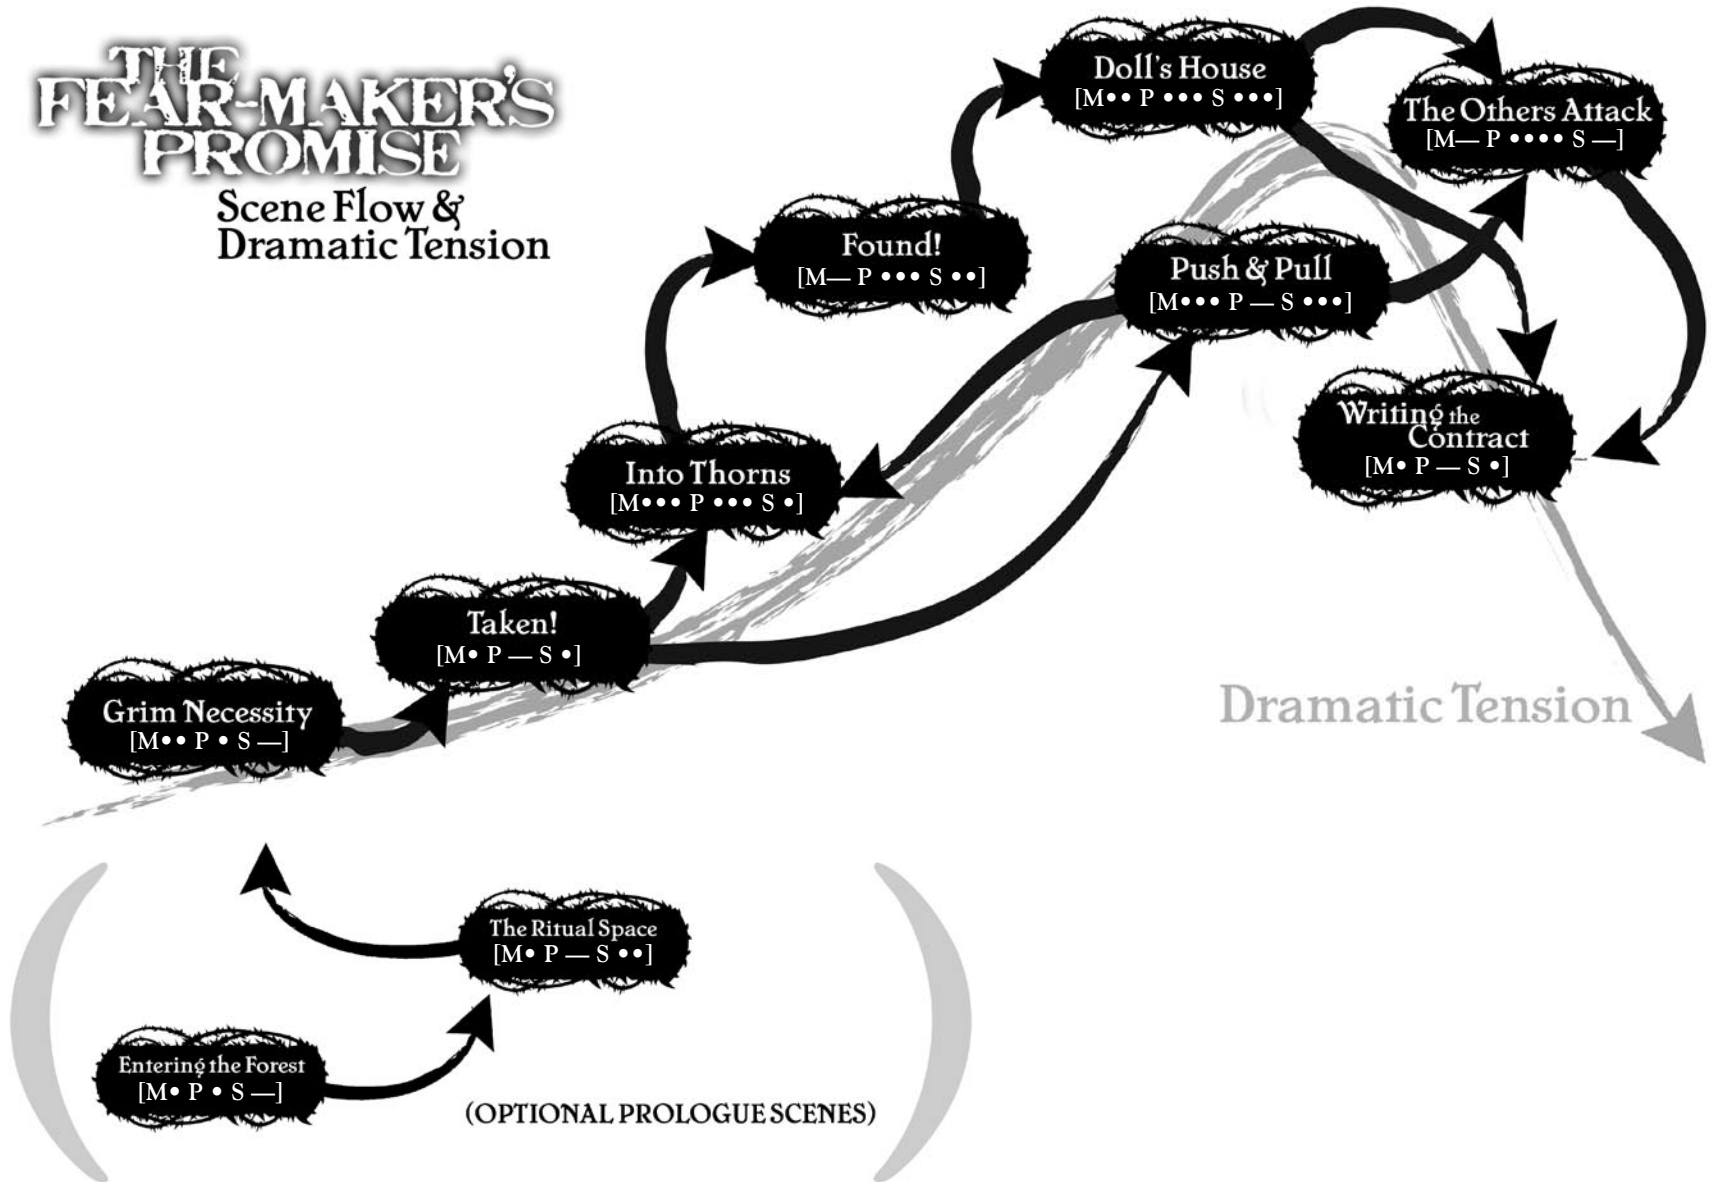 THE
FEAR-MAKER'S
PROMISE
Scene Flow &
Dramatic Tension
Doll's House
[M•• P ••• S •••]
The Others Attack
[M— P •••• S —]
Found!
[M— P ••• S ••]
Push & Pull
[M••• P — S •••]
Writing the
Contract
[M• P — S •]
Into Thorns
[M••• P ••• S •]
Taken!
[M• P — S •]
Grim Necessity
[M•• P • S —]
Dramatic Tension
The Ritual Space
[M• P — S ••]
Entering the Forest
[M• P • S —]
(OPTIONAL PROLOGUE SCENES)